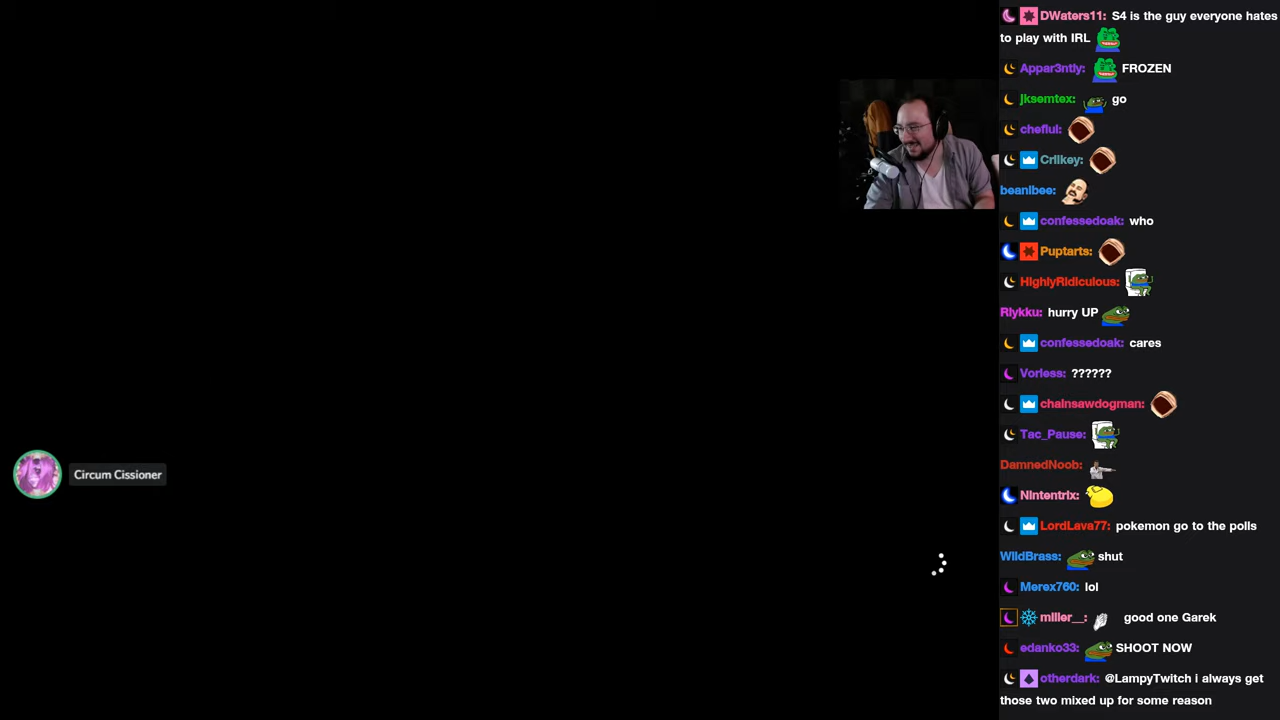 DWaters11: S4 is the guy everyone hates
to play with IRL
Appar3ntly: FROZEN
jksemtex: go
cheflui:
Crilkey:
beanibee:
confessedoak: who
Puptarts:
HighlyRidiculous:
Rlykku: hurry UP
confessedoak: cares
Vorless: ??????
chainsawdogman:
Tac_Pause:
DamnedNoob:
Nintentrix:
LordLava77: pokemon go to the polls
WildBrass: shut
Merex760: lol
miller__: good one Garek
edanko33: SHOOT NOW
otherdark: @LampyTwitch i always get
those two mixed up for some reason
Circum Cissioner